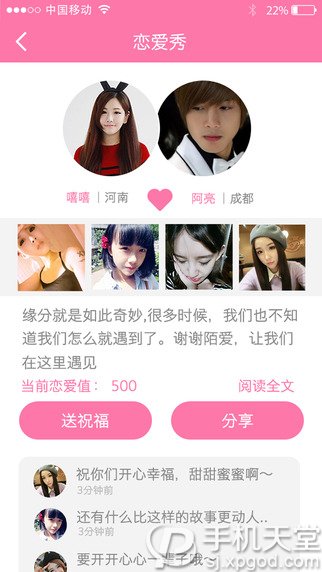 中国移动
22%
恋爱秀
嘻嘻 | 河南
阿亮 | 成都
缘分就是如此奇妙,很多时候，我们也不知
道我们怎么就遇到了。谢谢陌爱，让我们
在这里遇见
当前恋爱值： 500
阅读全文
送祝福
分享
祝你们开心幸福，甜甜蜜蜜啊～
3分钟前
还有什么比这样的故事更动人..
3分钟前
要开开心心一辈子哦～
手机天堂
sj.xpgod.com